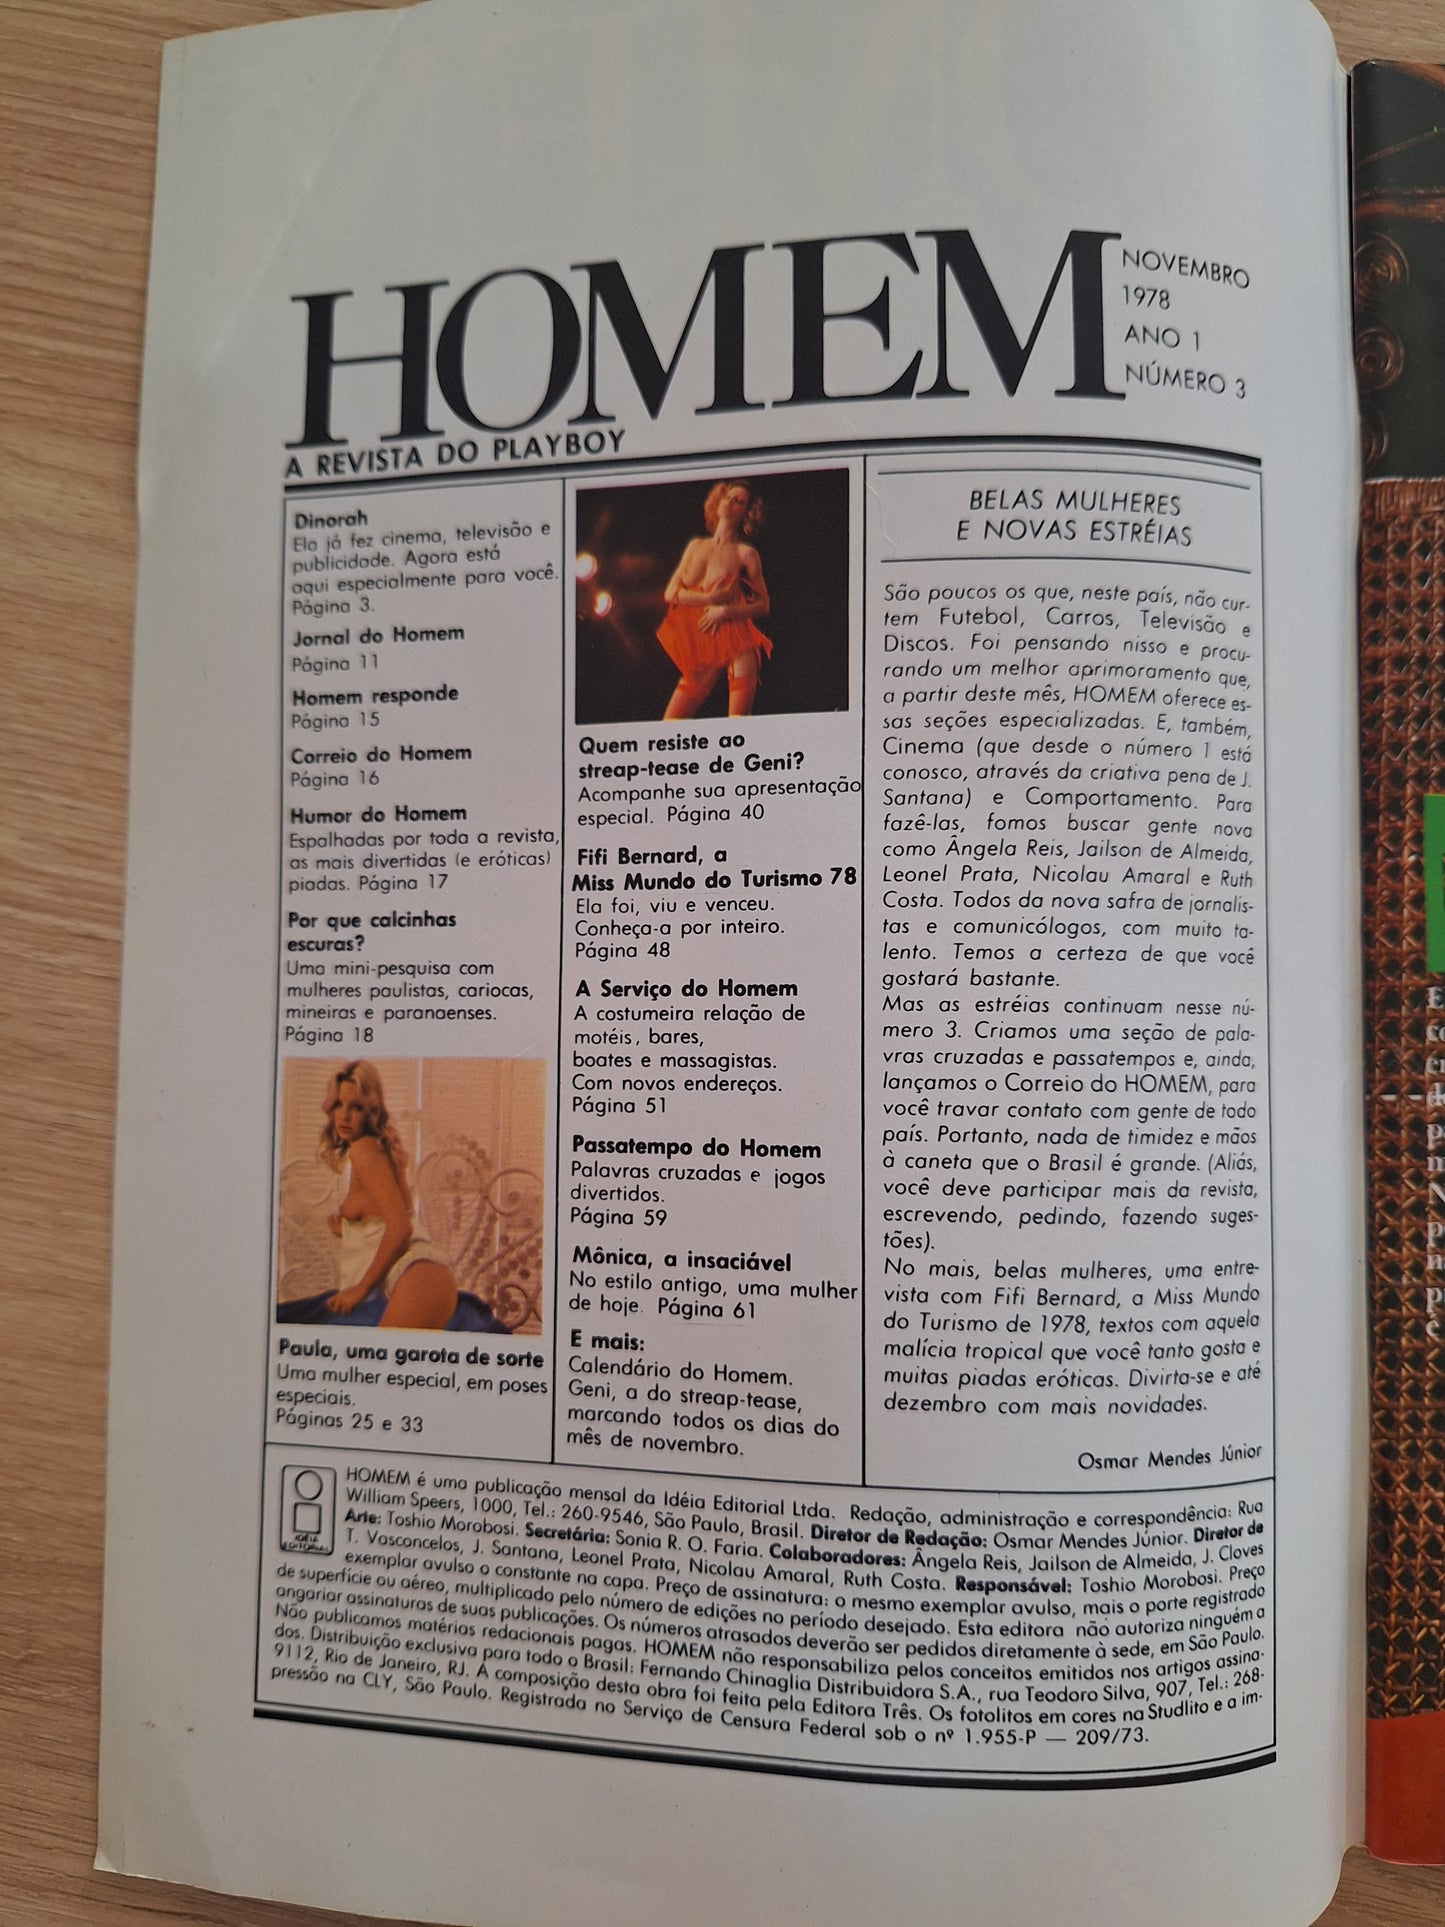 HOMEM
NOVEMBRO
1978
ANO 1
NÚMERO 3
A REVISTA DO PLAYBOY
Dinorah
Ela já fez cinema, televisão e
publicidade. Agora está
aqui especialmente para você.
Página 3.
Jornal do Homem
Página 11
Homem responde
Página 15
Correio do Homem
Página 16
Humor do Homem
Espalhadas por toda a revista,
as mais divertidas (e eróticas)
piadas. Página 17
Por que calcinhas
escuras?
Uma mini-pesquisa com
mulheres paulistas, cariocas,
mineiras e paranaenses.
Página 18
Paula, uma garota de sorte
Uma mulher especial, em poses
especiais.
Páginas 25 e 33
Quem resiste ao
streap-tease de Geni?
Acompanhe sua apresentação
especial. Página 40
Fifi Bernard, a
Miss Mundo do Turismo 78
Ela foi, viu e venceu.
Conheça-a por inteiro.
Página 48
A Serviço do Homem
A costumeira relação de
motéis, bares,
boates e massagistas.
Com novos endereços.
Página 51
Passatempo do Homem
Palavras cruzadas e jogos
divertidos.
Página 59
Mônica, a insaciável
No estilo antigo, uma mulher
de hoje. Página 61
E mais:
Calendário do Homem.
Geni, a do streap-tease,
marcando todos os dias do
mês de novembro.
BELAS MULHERES
E NOVAS ESTRÉIAS
São poucos os que, neste país, não cur-
tem Futebol, Carros, Televisão e
Discos. Foi pensando nisso e procu-
rando um melhor aprimoramento que,
a partir deste mês, HOMEM oferece es-
sas seções especializadas. E, também,
Cinema (que desde o número 1 está
conosco, através da criativa pena de J.
Santana) e Comportamento. Para
fazê-las, fomos buscar gente nova
como Ângela Reis, Jailson de Almeida,
Leonel Prata, Nicolau Amaral e Ruth
Costa. Todos da nova safra de jornalis-
tas e comunicólogos, com muito ta-
lento. Temos a certeza de que você
gostará bastante.
Mas as estréias continuam nesse nú-
mero 3. Criamos uma seção de pala-
vras cruzadas e passatempos e, ainda,
lançamos o Correio do HOMEM, para
você travar contato com gente de todo
país. Portanto, nada de timidez e mãos
à caneta que o Brasil é grande. (Aliás,
você deve participar mais da revista,
escrevendo, pedindo, fazendo suges-
tões).
No mais, belas mulheres, uma entre-
vista com Fifi Bernard, a Miss Mundo
do Turismo de 1978, textos com aquela
malícia tropical que você tanto gosta e
muitas piadas eróticas. Divirta-se e até
dezembro com mais novidades.
Osmar Mendes Júnior
IDÉIA
EDITORIAL
HOMEM é uma publicação mensal da Idéia Editorial Ltda. Redação, administração e correspondência: Rua
William Speers, 1000, Tel.: 260-9546, São Paulo, Brasil. Diretor de Redação: Osmar Mendes Júnior. Diretor de
Arte: Toshio Morobosi. Secretária: Sonia R. O. Faria. Colaboradores: Ângela Reis, Jailson de Almeida, J. Cloves
T. Vasconcelos, J. Santana, Leonel Prata, Nicolau Amaral, Ruth Costa. Responsável: Toshio Morobosi. Preço
exemplar avulso o constante na capa. Preço de assinatura: o mesmo exemplar avulso, mais o porte registrado
de superfície ou aéreo, multiplicado pelo número de edições no período desejado. Esta editora não autoriza ninguém a
angariar assinaturas de suas publicações. Os números atrasados deverão ser pedidos diretamente à sede, em São Paulo.
Não publicamos matérias redacionais pagas. HOMEM não responsabiliza pelos conceitos emitidos nos artigos assina-
dos. Distribuição exclusiva para todo o Brasil: Fernando Chinaglia Distribuidora S.A., rua Teodoro Silva, 907, Tel.: 268-
9112, Rio de Janeiro, RJ. A composição desta obra foi feita pela Editora Três. Os fotolitos em cores na Studlito e a im-
pressão na CLY, São Paulo. Registrada no Serviço de Censura Federal sob o nº 1.955-P — 209/73.